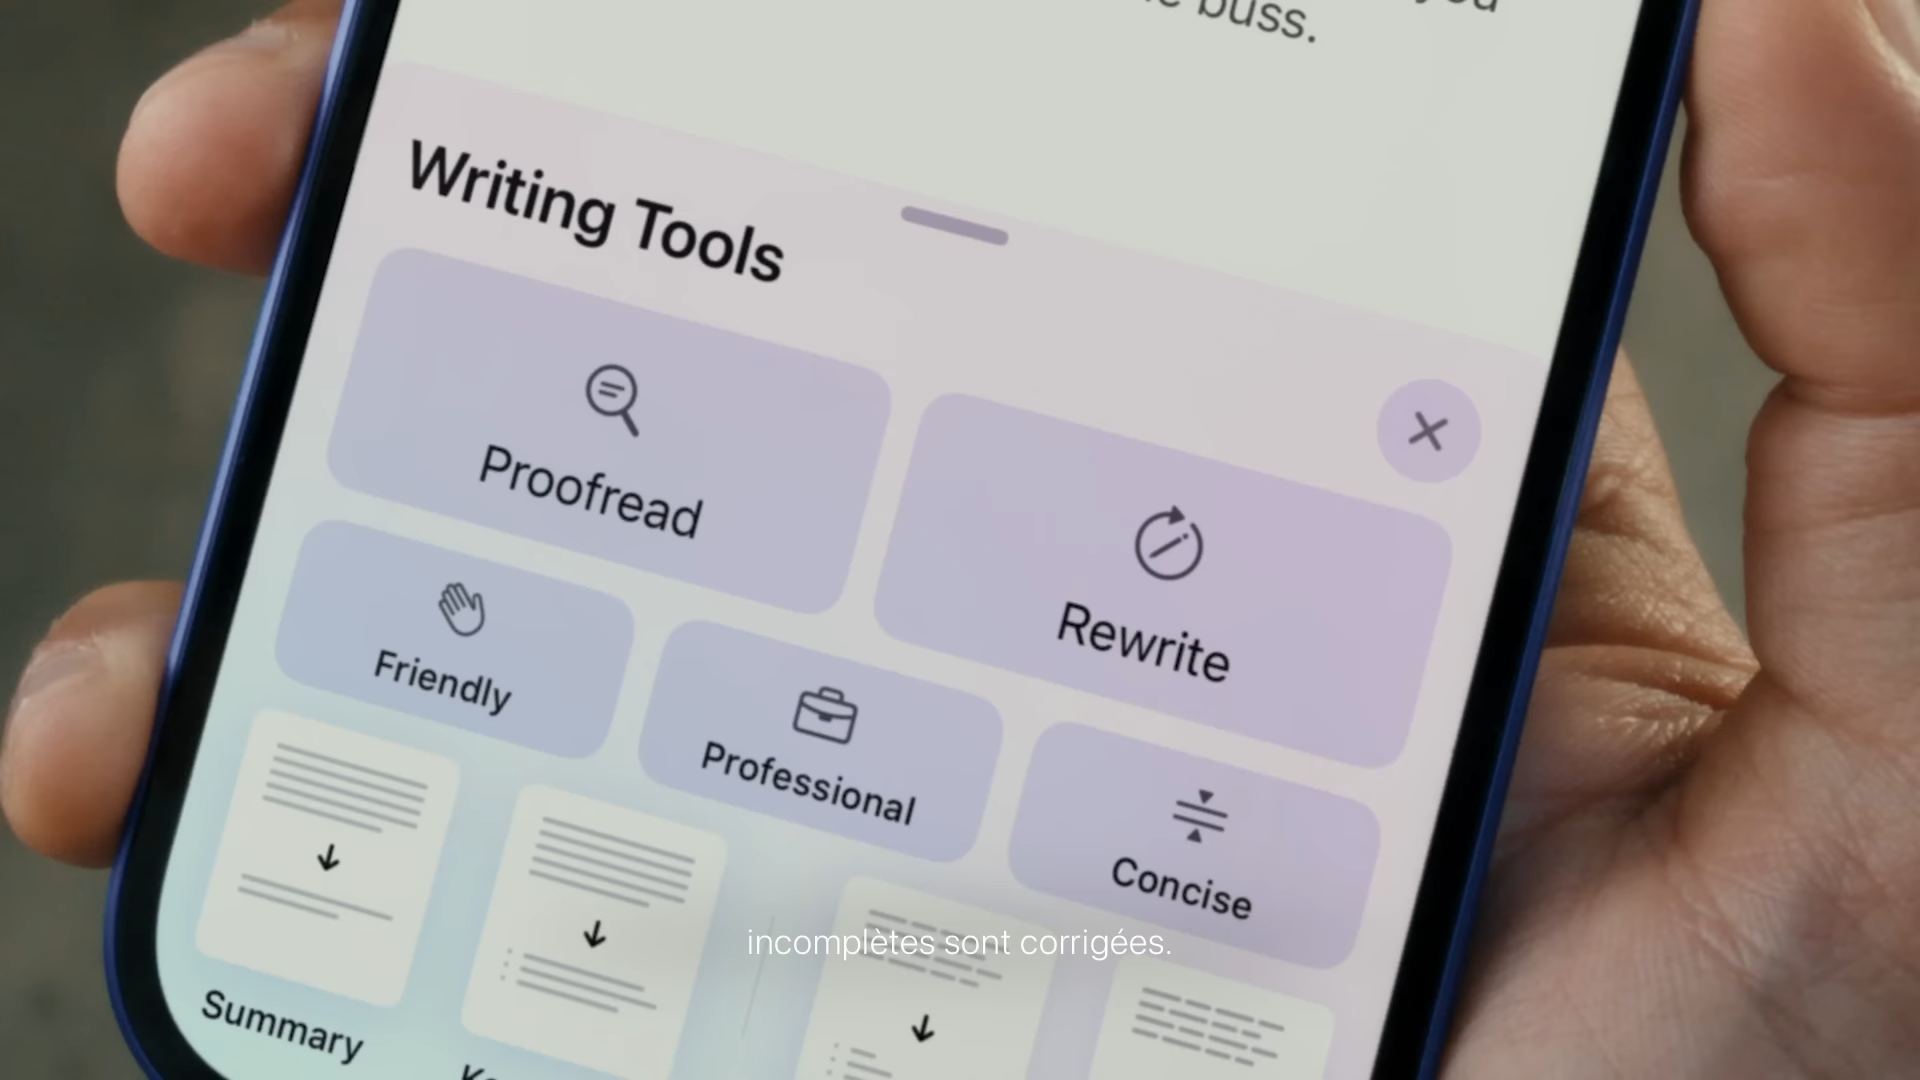 buss.
Writing Tools
Proofread
Rewrite
Friendly
Professional
Concise
incomplètes sont corrigées.
Summary